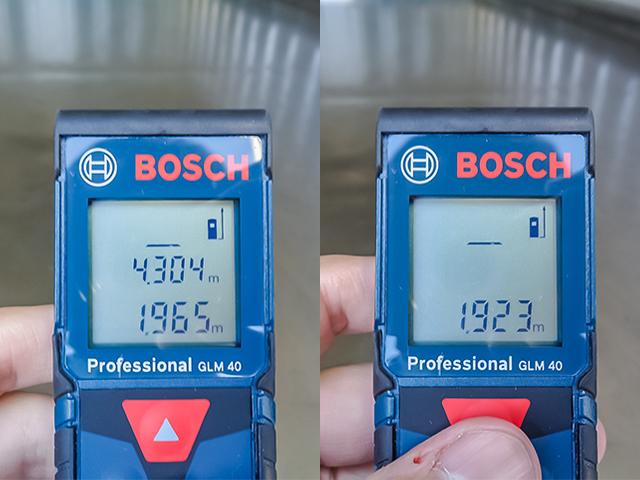 BOSCH
4.304 m
1.965 m
Professional GLM 40
BOSCH
1.923 m
Professional GLM 40